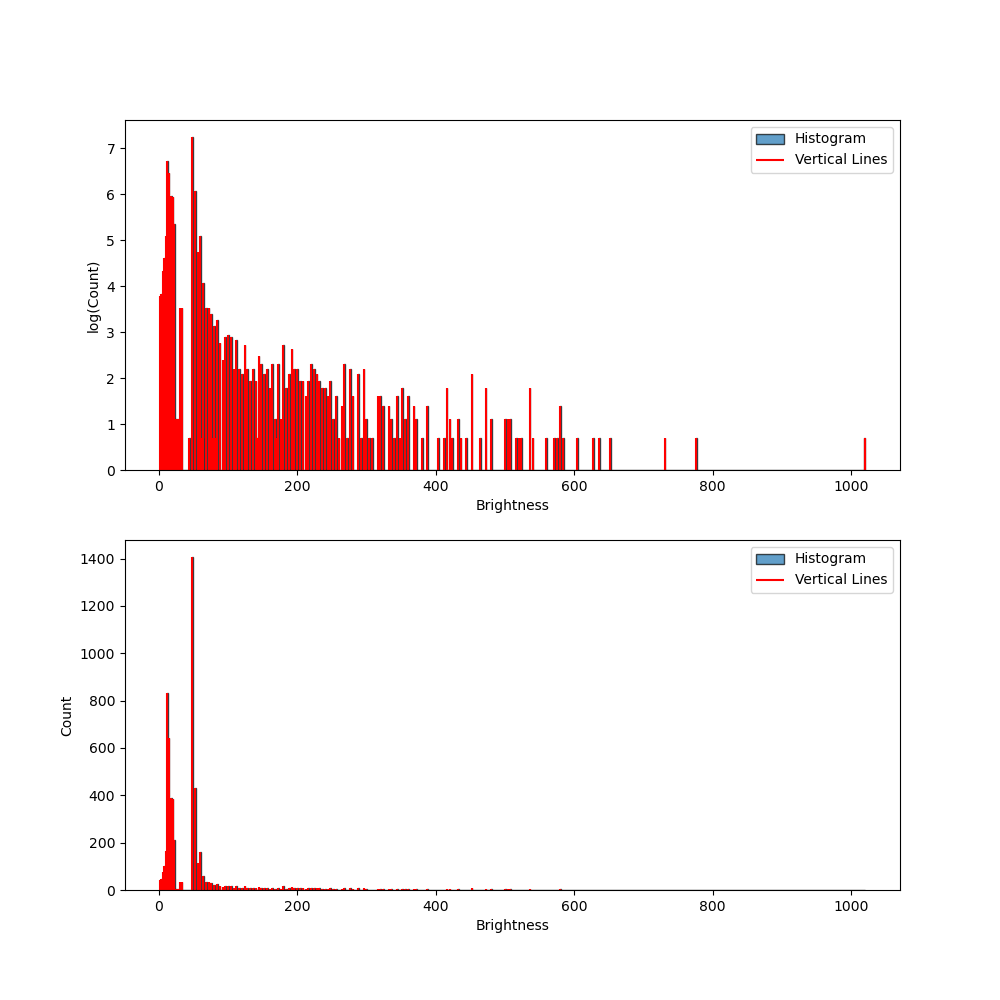 Histogram
Vertical Lines
7
6
5
4
3
2
1
0
log(Count)
0 200 400 600 800 1000
Brightness
Histogram
Vertical Lines
1400
1200
1000
800
600
400
200
0
Count
0 200 400 600 800 1000
Brightness